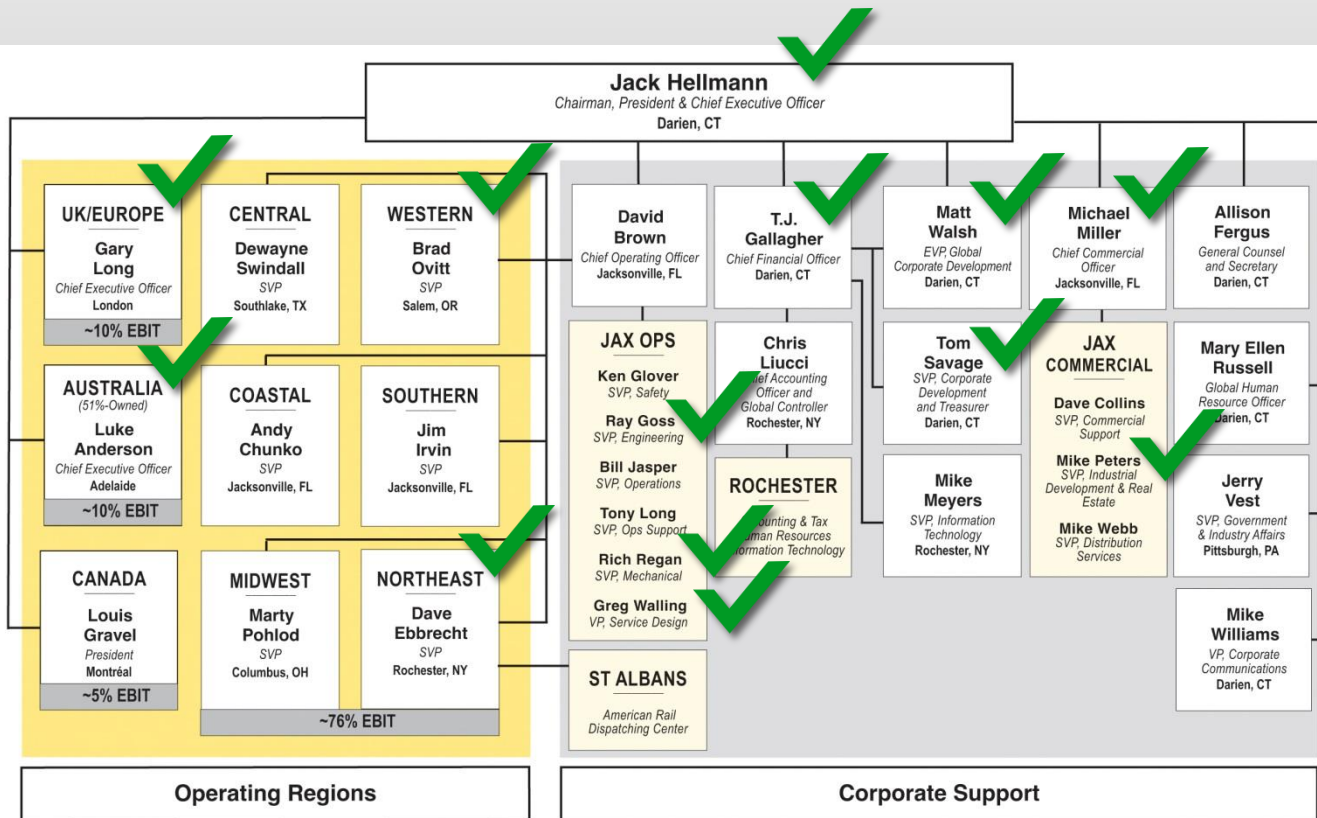 Jack Hellmann
Chairman, President & Chief Executive Officer
Darien, CT
UK/EUROPE
Gary
Long
Chief Executive Officer
London
~10% EBIT
CENTRAL
Dewayne
Swindall
SVP
Southlake, TX
WESTERN
Brad
Ovitt
SVP
Salem, OR
AUSTRALIA
(51%-Owned)
Luke
Anderson
Chief Executive Officer
Adelaide
~10% EBIT
COASTAL
Andy
Chunko
SVP
Jacksonville, FL
SOUTHERN
Jim
Irvin
SVP
Jacksonville, FL
CANADA
Louis
Gravel
President
Montréal
~5% EBIT
MIDWEST
Marty
Pohlod
SVP
Columbus, OH
NORTHEAST
Dave
Ebbrecht
SVP
Rochester, NY
~76% EBIT
Operating Regions
David
Brown
Chief Operating Officer
Jacksonville, FL
JAX OPS
Ken Glover
SVP, Safety
Ray Goss
SVP, Engineering
Bill Jasper
SVP, Operations
Tony Long
SVP, Ops Support
Rich Regan
SVP, Mechanical
Greg Walling
VP, Service Design
ST ALBANS
American Rail
Dispatching Center
T.J.
Gallagher
Chief Financial Officer
Darien, CT
Chris
Liucci
Accounting
Officer and
Global Controller
Rochester, NY
ROCHESTER
& Tax
Resources
Technology
Matt
Walsh
EVP, Global
Corporate Development
Darien, CT
Tom
Savage
SVP, Corporate
Development
and Treasurer
Darien, CT
Mike
Meyers
SVP, Information
Technology
Rochester, NY
Michael
Miller
Chief Commercial
Officer
Jacksonville, FL
JAX
COMMERCIAL
Dave Collins
SVP, Commercial
Support
Mike Peters
SVP, Industrial
Development & Real
Estate
Mike Webb
SVP, Distribution
Services
Allison
Fergus
General Counsel
and Secretary
Darien, CT
Mary Ellen
Russell
Global Human
Resource Officer
Darien, CT
Jerry
Vest
SVP, Government
& Industry Affairs
Pittsburgh, PA
Mike
Williams
VP, Corporate
Communications
Darien, CT
Corporate Support